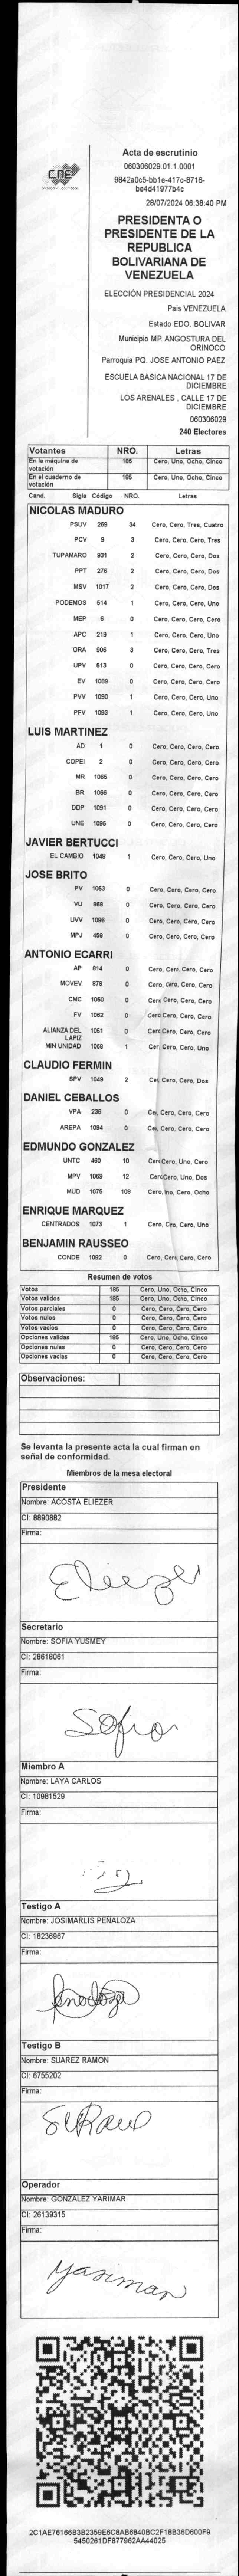 CNE
Acta de escrutinio
060306029.01.1.0001
9842a0c5-bb1e-417c-8716-
be4d41977b4c
28/07/2024 06:38:40 PM
PRESIDENTA O
PRESIDENTE DE LA
REPUBLICA
BOLIVARIANA DE
VENEZUELA
ELECCIÓN PRESIDENCIAL 2024
País VENEZUELA
Estado EDO. BOLIVAR
Municipio MP. ANGOSTURA DEL
ORINOCO
Parroquia PQ. JOSE ANTONIO PAEZ
ESCUELA BÁSICA NACIONAL 17 DE
DICIEMBRE
LOS ARENALES , CALLE 17 DE
DICIEMBRE
060306029
240 Electores
Votantes NRO. Letras
En la máquina de votación 185 Cero, Uno, Ocho, Cinco
En el cuaderno de votación 185 Cero, Uno, Ocho, Cinco
Cand. Sigla Código NRO. Letras
NICOLAS MADURO
PSUV 269 34 Cero, Cero, Tres, Cuatro
PCV 9 3 Cero, Cero, Cero, Tres
TUPAMARO 931 2 Cero, Cero, Cero, Dos
PPT 276 2 Cero, Cero, Cero, Dos
MSV 1017 2 Cero, Cero, Cero, Dos
PODEMOS 514 1 Cero, Cero, Cero, Uno
MEP 6 0 Cero, Cero, Cero, Cero
APC 219 1 Cero, Cero, Cero, Uno
ORA 906 3 Cero, Cero, Cero, Tres
UPV 513 0 Cero, Cero, Cero, Cero
EV 1089 0 Cero, Cero, Cero, Cero
PVV 1090 1 Cero, Cero, Cero, Uno
PFV 1093 1 Cero, Cero, Cero, Uno
LUIS MARTINEZ
AD 1 0 Cero, Cero, Cero, Cero
COPEI 2 0 Cero, Cero, Cero, Cero
MR 1065 0 Cero, Cero, Cero, Cero
BR 1066 0 Cero, Cero, Cero, Cero
DDP 1091 0 Cero, Cero, Cero, Cero
UNE 1095 0 Cero, Cero, Cero, Cero
JAVIER BERTUCCI
EL CAMBIO 1048 1 Cero, Cero, Cero, Uno
JOSE BRITO
PV 1053 0 Cero, Cero, Cero, Cero
VU 868 0 Cero, Cero, Cero, Cero
UVV 1096 0 Cero, Cero, Cero, Cero
MPJ 458 0 Cero, Cero, Cero, Cero
ANTONIO ECARRI
AP 814 0 Cero, Cero, Cero, Cero
MOVEV 878 0 Cero, Cero, Cero, Cero
CMC 1050 0 Cero, Cero, Cero, Cero
FV 1052 0 Cero, Cero, Cero, Cero
ALIANZA DEL LAPIZ 1051 0 Cero, Cero, Cero, Cero
MIN UNIDAD 1068 1 Cero, Cero, Cero, Uno
CLAUDIO FERMIN
SPV 1049 2 Cero, Cero, Cero, Dos
DANIEL CEBALLOS
VPA 236 0 Cero, Cero, Cero, Cero
AREPA 1094 0 Cero, Cero, Cero, Cero
EDMUNDO GONZALEZ
UNTC 460 10 Cero, Cero, Uno, Cero
MPV 1069 12 Cero, Cero, Uno, Dos
MUD 1075 108 Cero, Uno, Cero, Ocho
ENRIQUE MARQUEZ
CENTRADOS 1073 1 Cero, Cero, Cero, Uno
BENJAMIN RAUSSEO
CONDE 1092 0 Cero, Cero, Cero, Cero
Resumen de votos
Votos 185 Cero, Uno, Ocho, Cinco
Votos validos 185 Cero, Uno, Ocho, Cinco
Votos parciales 0 Cero, Cero, Cero, Cero
Votos nulos 0 Cero, Cero, Cero, Cero
Votos vacios 0 Cero, Cero, Cero, Cero
Opciones validas 185 Cero, Uno, Ocho, Cinco
Opciones nulas 0 Cero, Cero, Cero, Cero
Opciones vacias 0 Cero, Cero, Cero, Cero
Observaciones:
Se levanta la presente acta la cual firman en
señal de conformidad.
Miembros de la mesa electoral
Presidente
Nombre: ACOSTA ELIEZER
CI: 8890882
Firma:
Eliezer
Secretario
Nombre: SOFIA YUSMEY
CI: 28618061
Firma:
Sofia
Miembro A
Nombre: LAYA CARLOS
CI: 10981529
Firma:
Testigo A
Nombre: JOSIMARLIS PEÑALOZA
CI: 18236967
Firma:
Testigo B
Nombre: SUAREZ RAMON
CI: 6755202
Firma:
Operador
Nombre: GONZALEZ YARIMAR
CI: 26139315
Firma:
Yarimar
2C1AE76166B3B2359E6C8AB6B40BC2F18B36D600F9
5450261DF877962AA44025